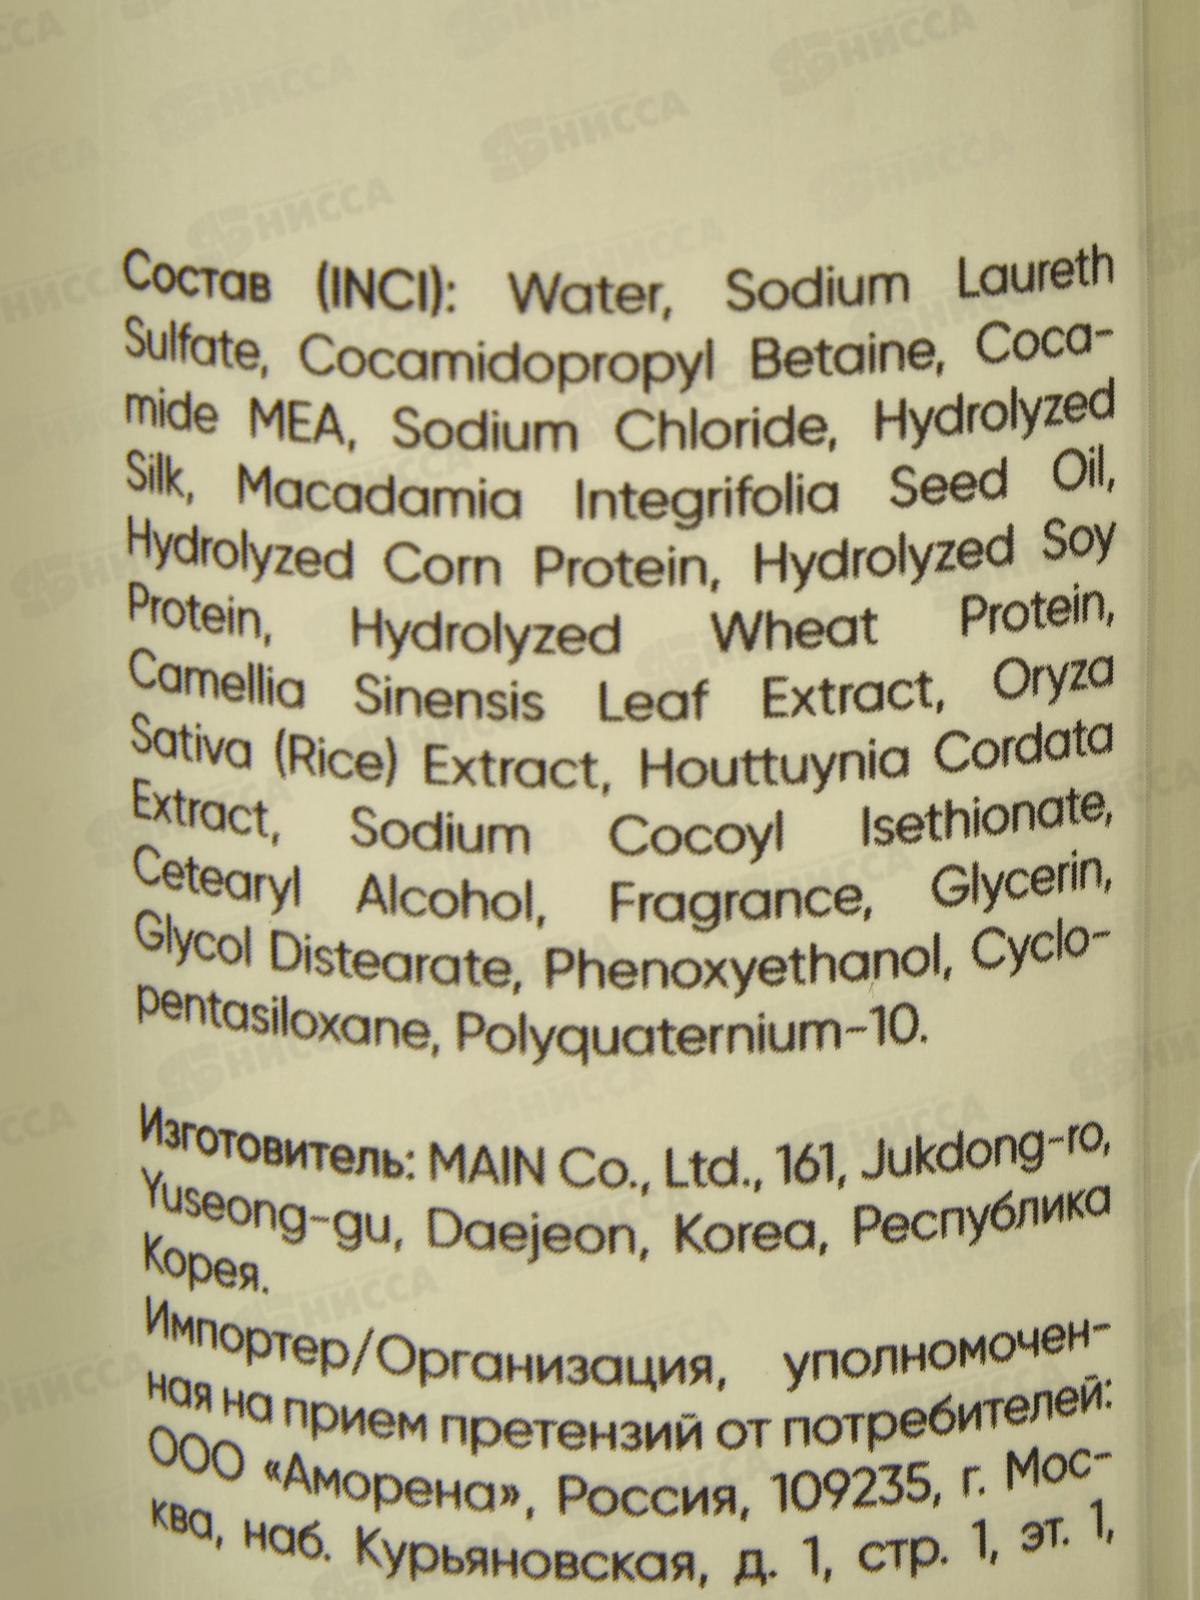 Состав (INCI): Water, Sodium Laureth
Sulfate, Cocamidopropyl Betaine, Coca-
mide MEA, Sodium Chloride, Hydrolyzed
Silk, Macadamia Integrifolia Seed Oil,
Hydrolyzed Corn Protein, Hydrolyzed Soy
Protein, Hydrolyzed Wheat Protein,
Camellia Sinensis Leaf Extract, Oryza
Sativa (Rice) Extract, Houttuynia Cordata
Extract, Sodium Cocoyl Isethionate,
Cetearyl Alcohol, Fragrance, Glycerin,
Glycol Distearate, Phenoxyethanol, Cyclo-
pentasiloxane, Polyquaternium-10.
Изготовитель: MAIN Co., Ltd., 161, Jukdong-ro,
Yuseong-gu, Daejeon, Korea, Республика
Корея.
Импортер/Организация, уполномочен-
ная на прием претензий от потребителей:
ООО «Аморена», Россия, 109235, г. Мос-
ква, наб. Курьяновская, д. 1, стр. 1, эт. 1,